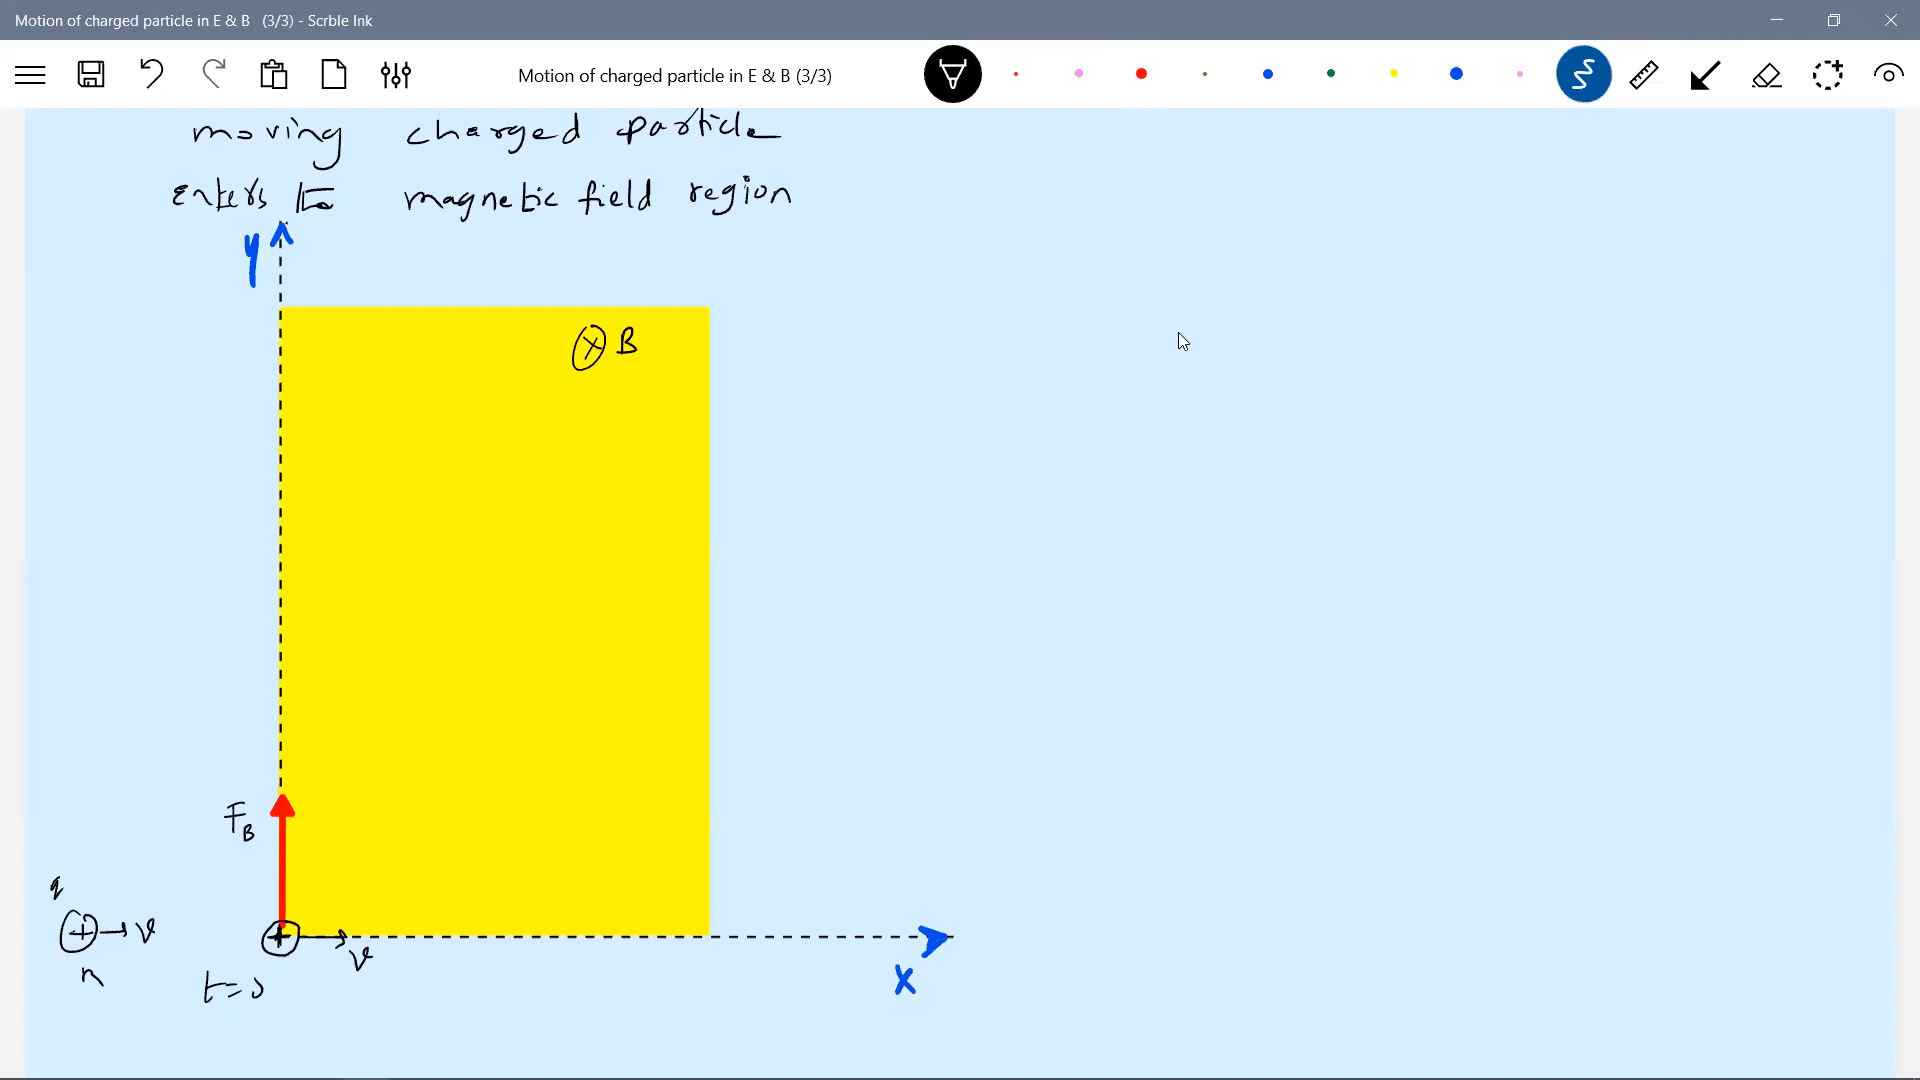 Motion of charged particle in E & B (3/3) - Scrble Ink
Motion of charged particle in E & B (3/3)
moving charged particle
enters magnetic field region
y
B
F_B
q
v
v
t=0
X